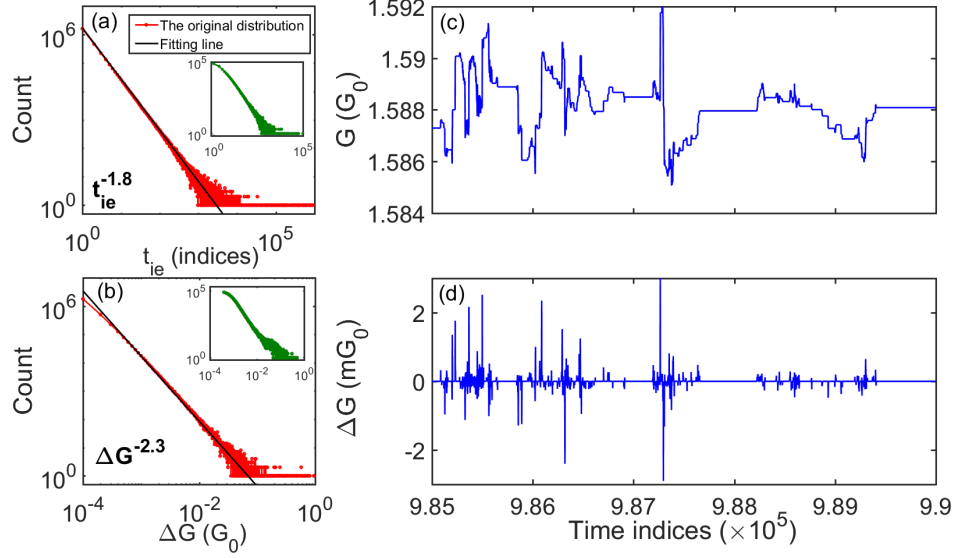 (a)
The original distribution
Fitting line
10^6
10^0
Count
10^5
10^0
10^0
10^5
t_ie^-1.8
10^0
10^5
t_ie (indices)
(b)
10^6
10^0
Count
10^5
10^0
10^-4
10^-2
10^0
ΔG^-2.3
10^-4
10^-2
10^0
ΔG (G_0)
(c)
1.592
1.59
1.588
1.586
1.584
G (G_0)
(d)
2
0
-2
ΔG (mG_0)
9.85
9.86
9.87
9.88
9.89
9.9
Time indices (×10^5)